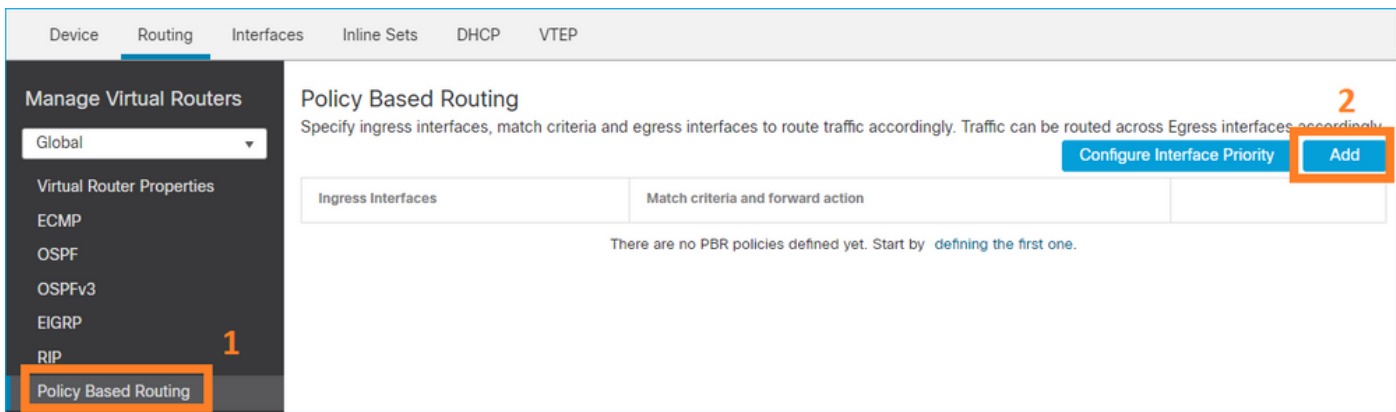 Device Routing Interfaces Inline Sets DHCP VTEP
Manage Virtual Routers
Global
Virtual Router Properties
ECMP
OSPF
OSPFv3
EIGRP
RIP
1
Policy Based Routing
Policy Based Routing
2
Specify ingress interfaces, match criteria and egress interfaces to route traffic accordingly. Traffic can be routed across Egress interfaces accordingly
Configure Interface Priority Add
Ingress Interfaces Match criteria and forward action
There are no PBR policies defined yet. Start by defining the first one.